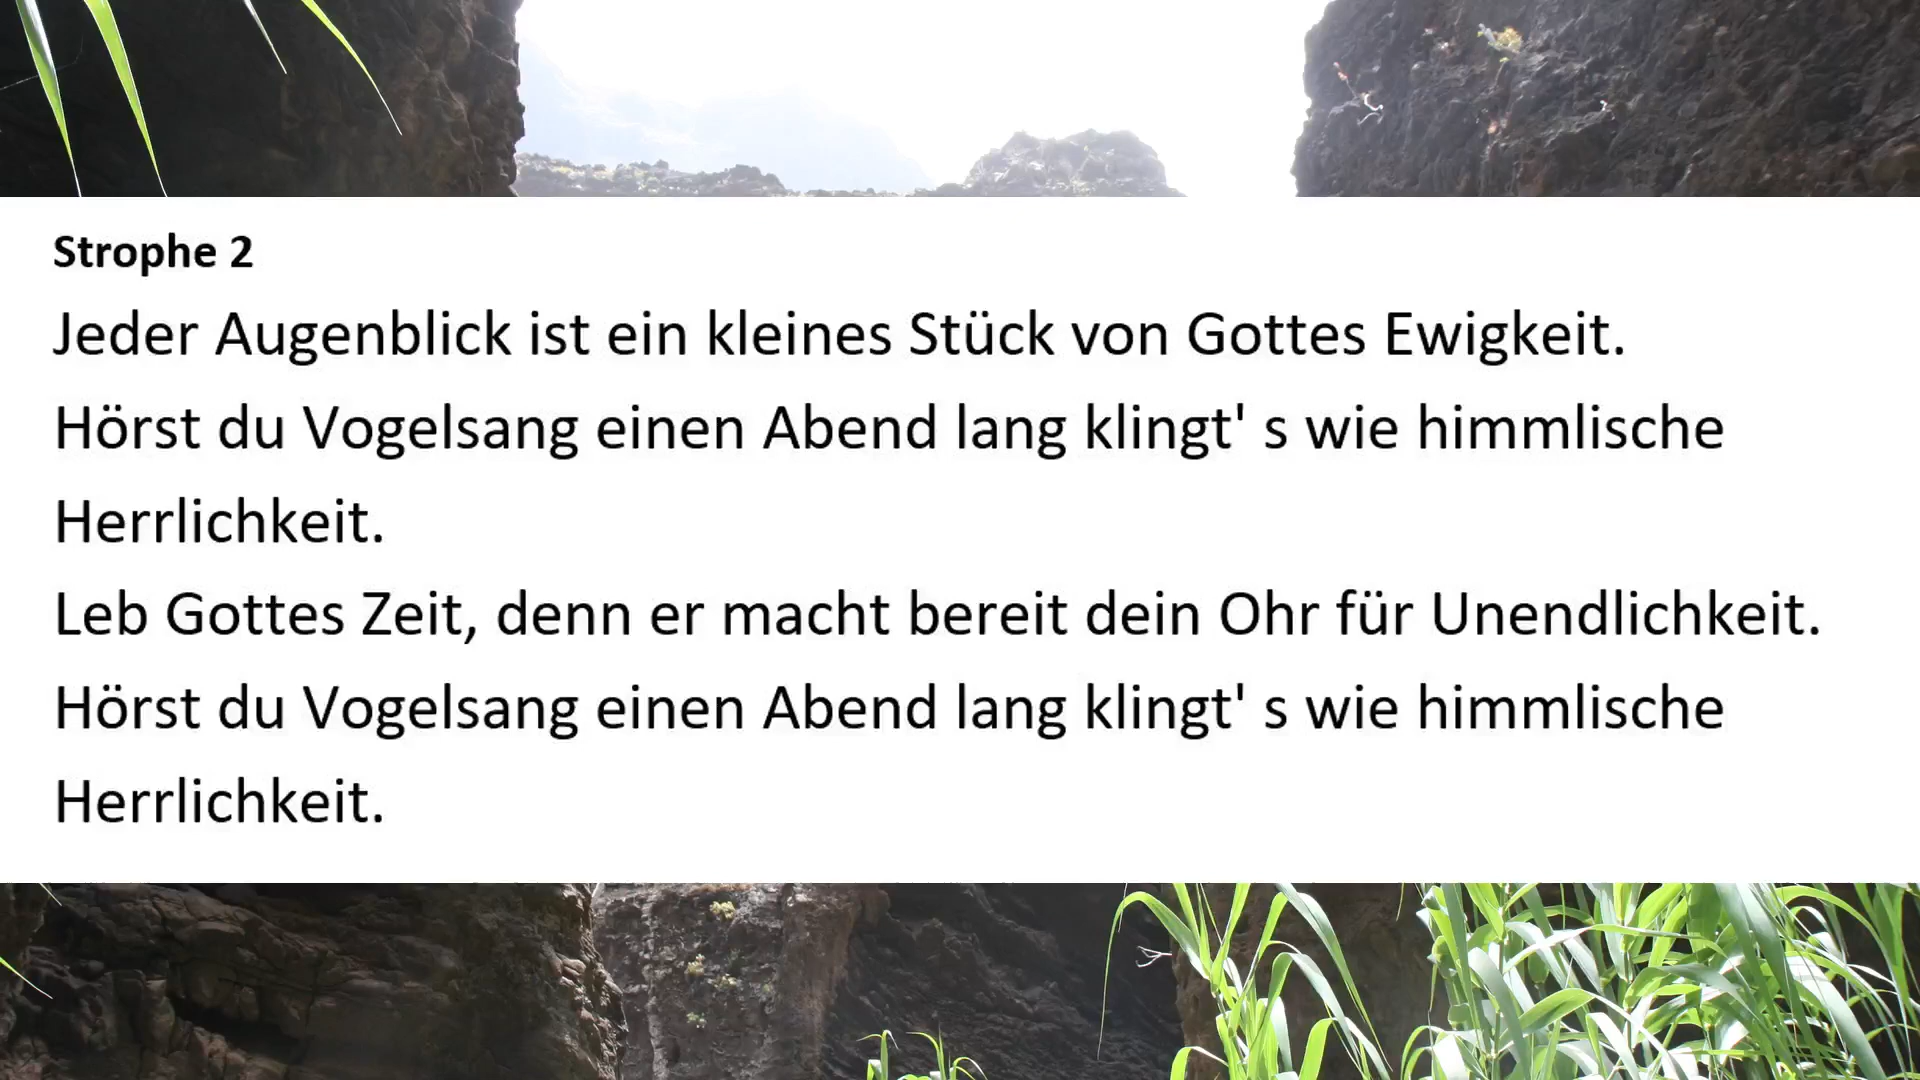 Strophe 2
Jeder Augenblick ist ein kleines Stück von Gottes Ewigkeit.
Hörst du Vogelsang einen Abend lang klingt' s wie himmlische
Herrlichkeit.
Leb Gottes Zeit, denn er macht bereit dein Ohr für Unendlichkeit.
Hörst du Vogelsang einen Abend lang klingt' s wie himmlische
Herrlichkeit.